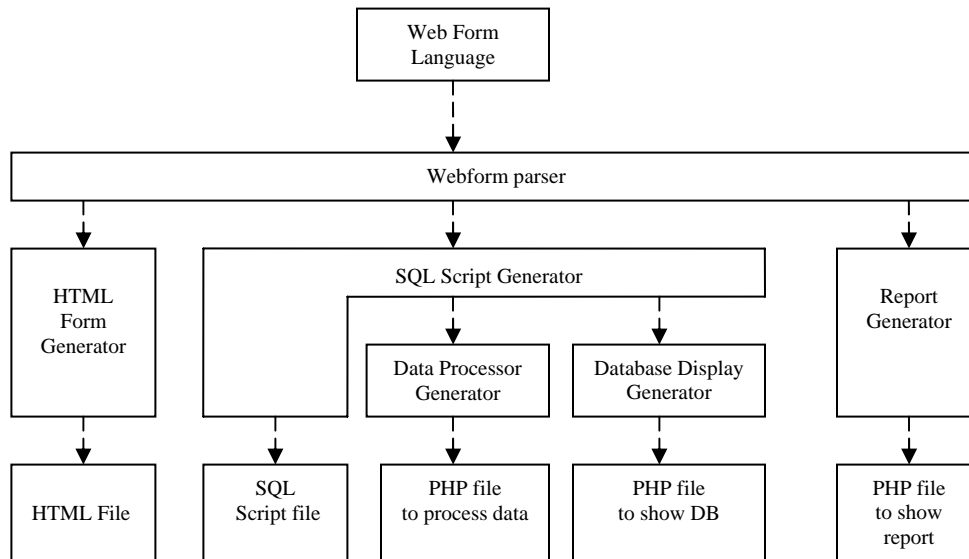 Web Form
Language
Webform parser
HTML
Form
Generator
SQL Script Generator
Report
Generator
Data Processor
Generator
Database Display
Generator
HTML File
SQL
Script file
PHP file
to process data
PHP file
to show DB
PHP file
to show
report